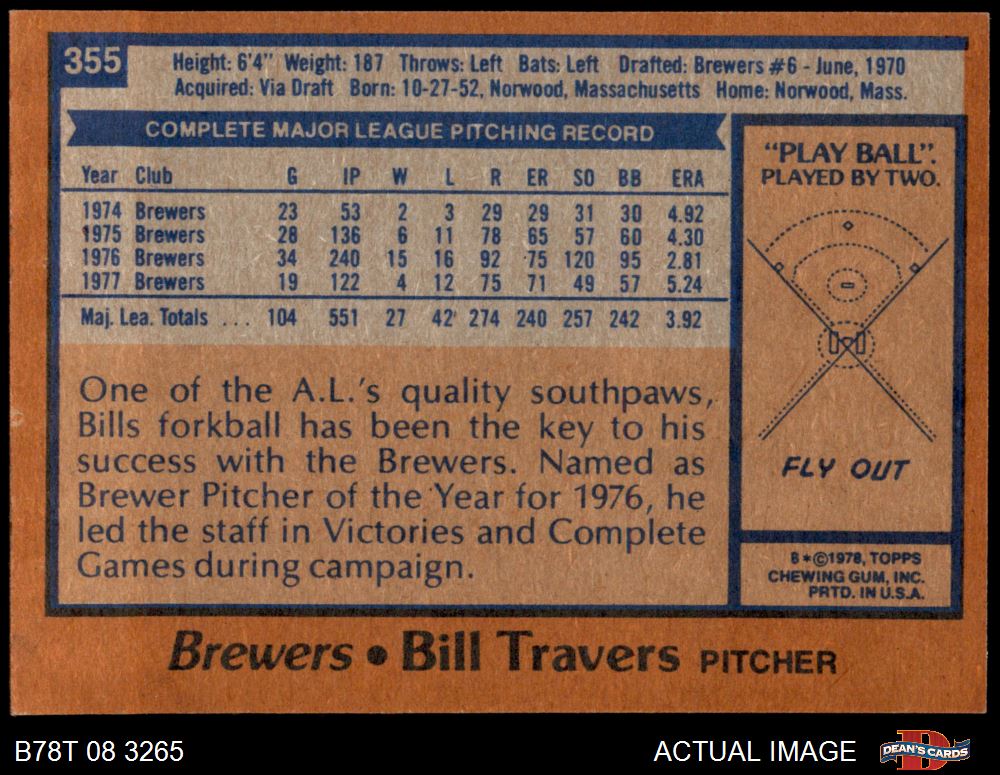 355
Height: 6'4" Weight: 187 Throws: Left Bats: Left Drafted: Brewers #6 - June, 1970
Acquired: Via Draft Born: 10-27-52, Norwood, Massachusetts Home: Norwood, Mass.
COMPLETE MAJOR LEAGUE PITCHING RECORD
Year Club G IP W L R ER SO BB ERA
1974 Brewers 23 53 2 3 29 29 31 30 4.92
1975 Brewers 28 136 6 11 78 65 57 60 4.30
1976 Brewers 34 240 15 16 92 75 120 95 2.81
1977 Brewers 19 122 4 12 75 71 49 57 5.24
Maj. Lea. Totals ... 104 551 27 42 274 240 257 242 3.92
One of the A.L.'s quality southpaws,
Bills forkball has been the key to his
success with the Brewers. Named as
Brewer Pitcher of the Year for 1976, he
led the staff in Victories and Complete
Games during campaign.
"PLAY BALL".
PLAYED BY TWO.
FLY OUT
B*©1978, TOPPS
CHEWING GUM, INC.
PRTD. IN U.S.A.
Brewers • Bill Travers PITCHER
B78T 08 3265
ACTUAL IMAGE
DEAN'S CARDS